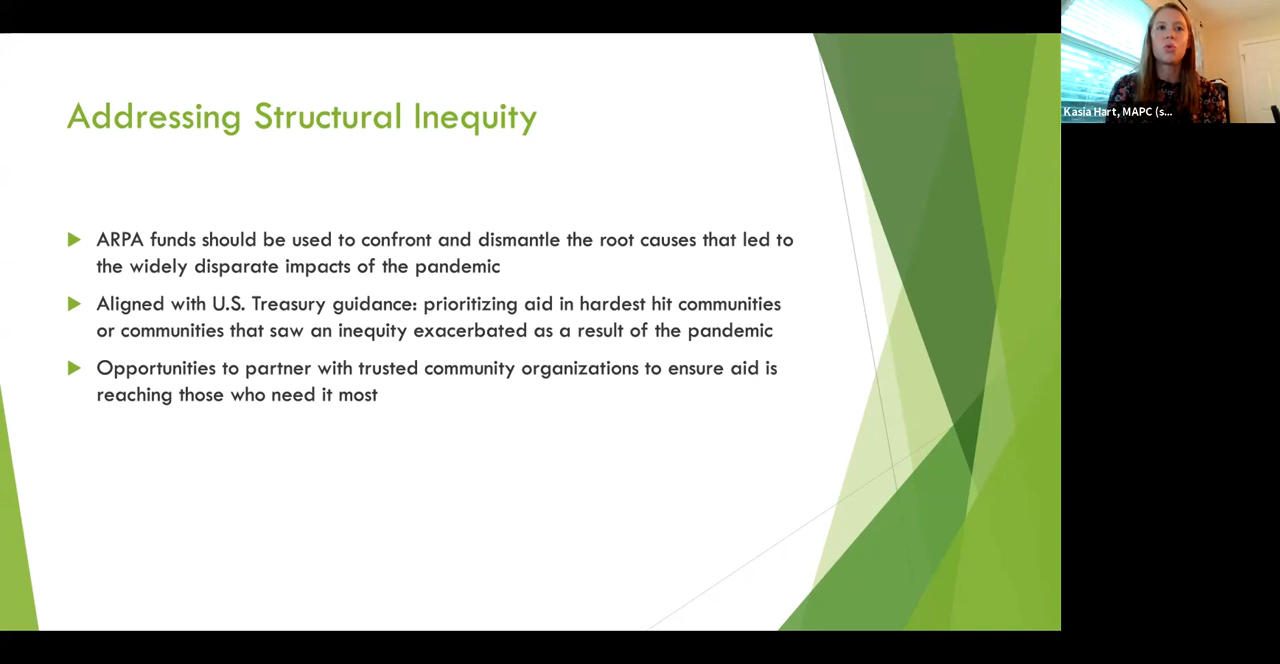 Addressing Structural Inequity
ARPA funds should be used to confront and dismantle the root causes that led to
the widely disparate impacts of the pandemic
Aligned with U.S. Treasury guidance: prioritizing aid in hardest hit communities
or communities that saw an inequity exacerbated as a result of the pandemic
Opportunities to partner with trusted community organizations to ensure aid is
reaching those who need it most
Kasia Hart, MAPC (s...